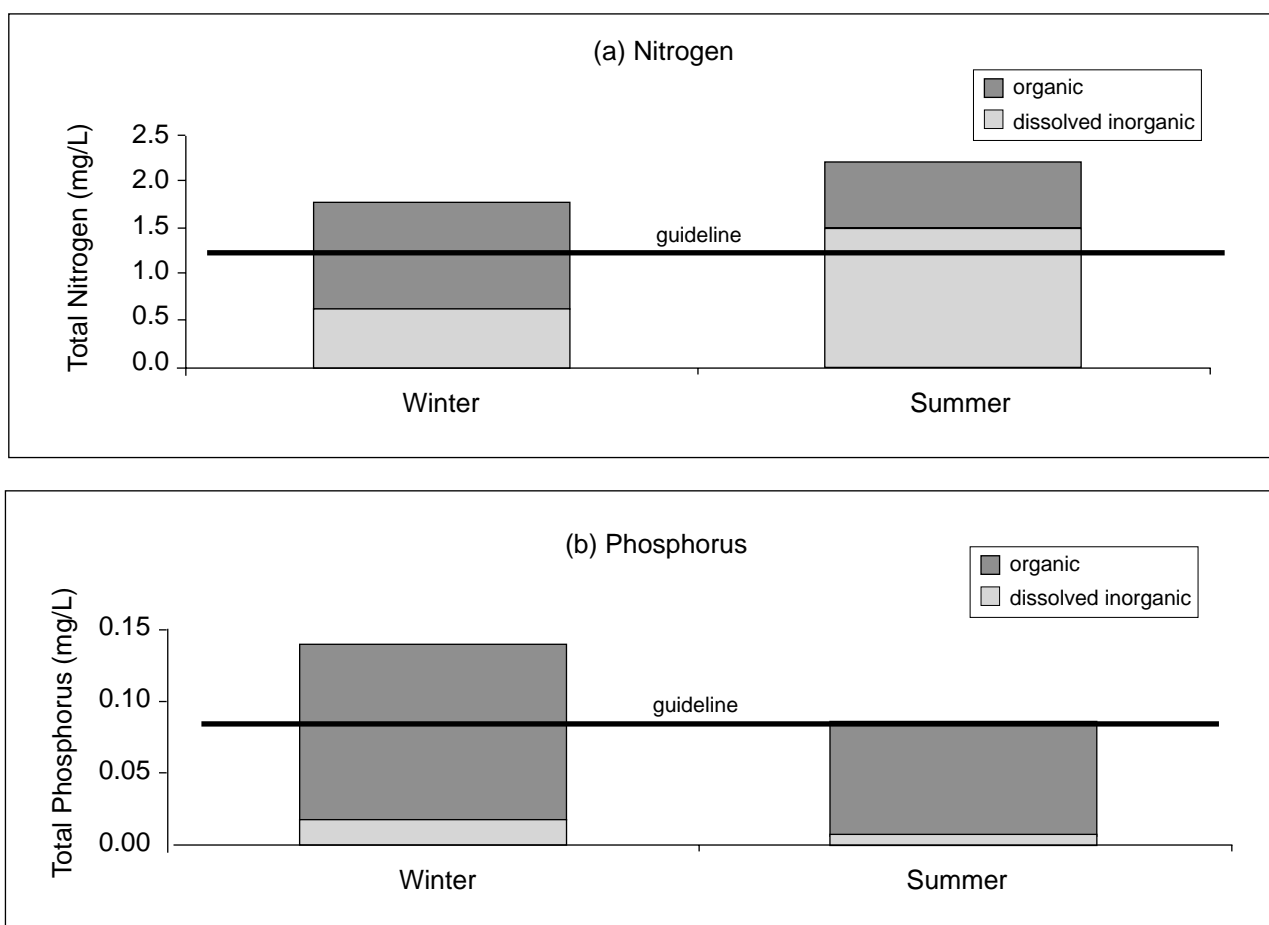 (a) Nitrogen
organic
dissolved inorganic
Total Nitrogen (mg/L)
2.5
2.0
1.5
1.0
0.5
0.0
guideline
Winter
Summer
(b) Phosphorus
organic
dissolved inorganic
Total Phosphorus (mg/L)
0.15
0.10
0.05
0.00
guideline
Winter
Summer